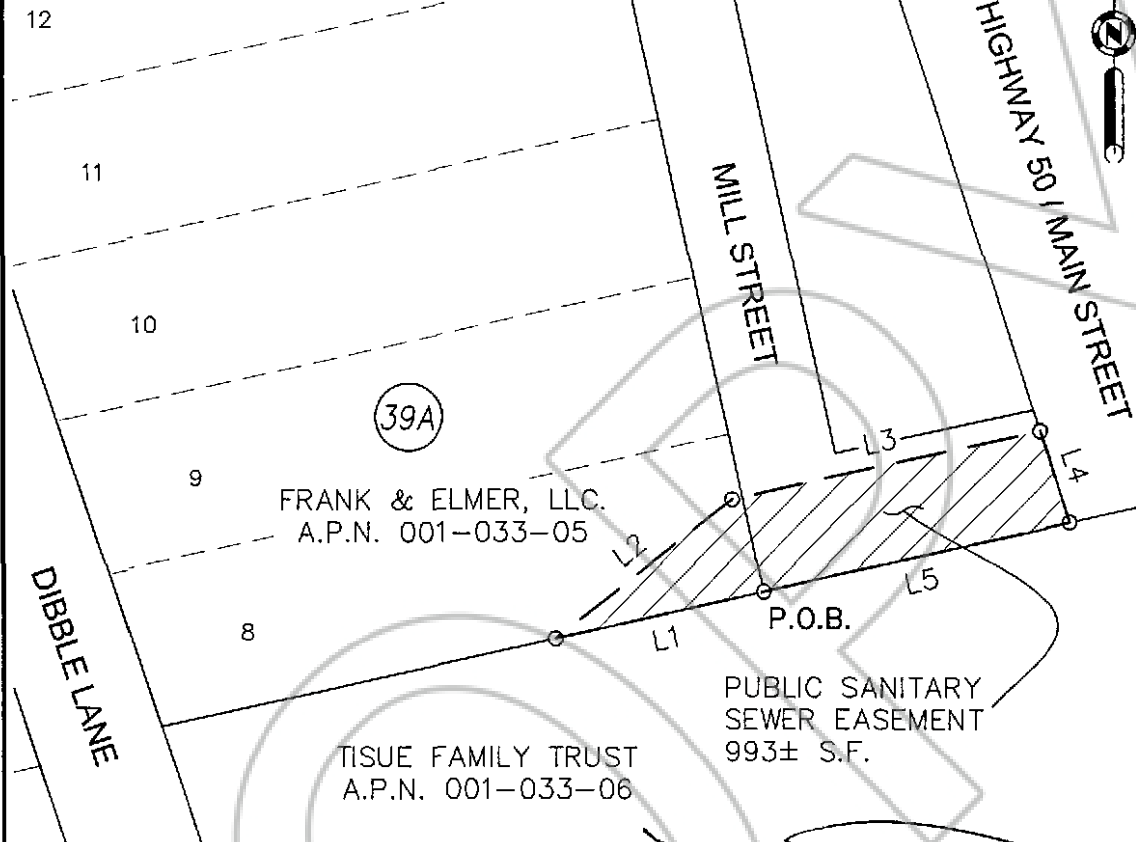 12
HIGHWAY 50 / MAIN STREET
11
MILL STREET
10
39A
9
FRANK & ELMER, LLC.
A.P.N. 001-033-05
L3
L4
L2
DIBBLE LANE
8
L1
P.O.B.
L5
PUBLIC SANITARY
SEWER EASEMENT
993± S.F.
TISUE FAMILY TRUST
A.P.N. 001-033-06
Z